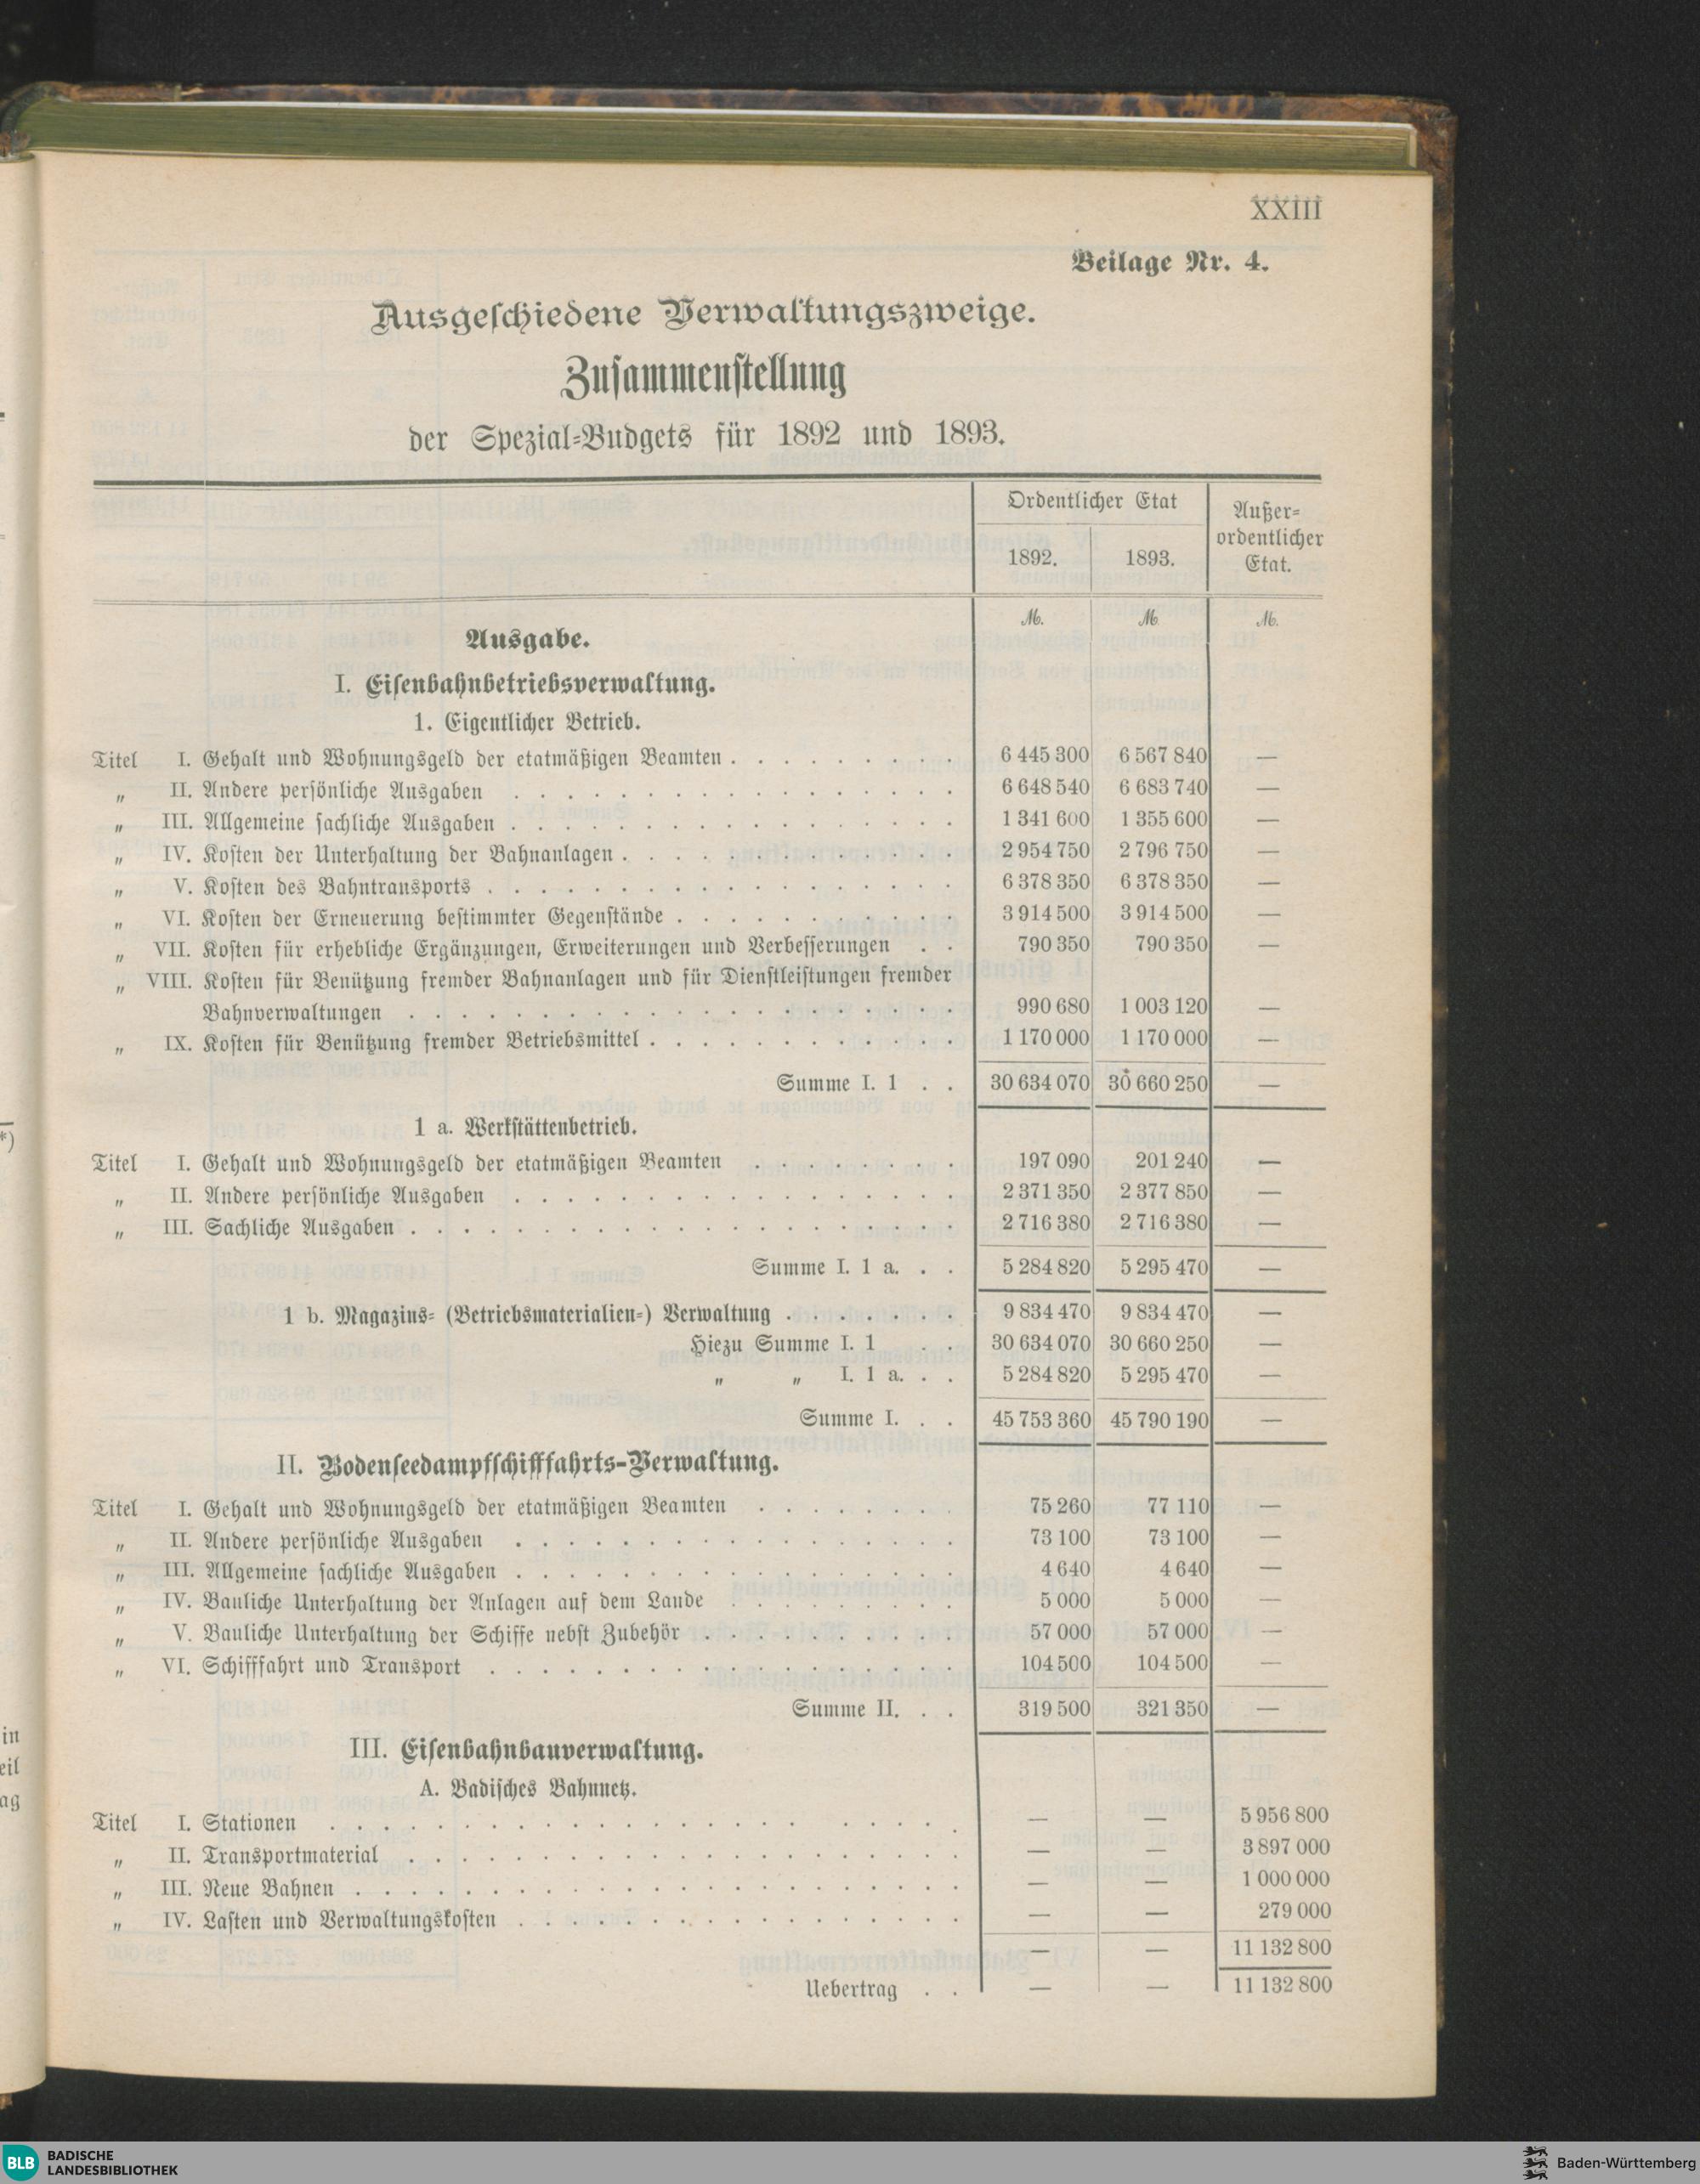 XXIII
Beilage Nr. 4.
Ausgeschiedene Verwaltungszweige.
Zusammenstellung
der Spezial-Budgets für 1892 und 1893.
Ordentlicher Etat
Außer-
ordentlicher
Etat.
1892. 1893.
M. M M.
Ausgabe.
I. Eisenbahnbetriebsverwaltung.
1. Eigentlicher Betrieb.
Titel I. Gehalt und Wohnungsgeld der etatmäßigen Beamten . . . . . . . . . 6 445 300 6 567 840 —
„ II. Andere persönliche Ausgaben . . . . . . . . . . . . . . . . . 6 648 540 6 683 740 —
„ III. Allgemeine sachliche Ausgaben . . . . . . . . . . . . . . . . . 1 341 600 1 355 600 —
„ IV. Kosten der Unterhaltung der Bahnanlagen . . . . . . . . . . . . . 2 954 750 2 796 750 —
„ V. Kosten des Bahntransports . . . . . . . . . . . . . . . . . . 6 378 350 6 378 350 —
„ VI. Kosten der Erneuerung bestimmter Gegenstände . . . . . . . . . . . 3 914 500 3 914 500 —
„ VII. Kosten für erhebliche Ergänzungen, Erweiterungen und Verbesserungen . . 790 350 790 350 —
„ VIII. Kosten für Benützung fremder Bahnanlagen und für Dienstleistungen fremder
Bahnverwaltungen . . . . . . . . . . . . . . . . . . . . . 990 680 1 003 120 —
„ IX. Kosten für Benützung fremder Betriebsmittel . . . . . . . . . . . . 1 170 000 1 170 000 —
Summe I. 1 . . 30 634 070 30 660 250 —
1 a. Werkstättenbetrieb.
Titel I. Gehalt und Wohnungsgeld der etatmäßigen Beamten . . . . . . . . 197 090 201 240 —
„ II. Andere persönliche Ausgaben . . . . . . . . . . . . . . . . . 2 371 350 2 377 850 —
„ III. Sachliche Ausgaben . . . . . . . . . . . . . . . . . . . . . 2 716 380 2 716 380 —
Summe I. 1 a. . . 5 284 820 5 295 470 —
1 b. Magazins- (Betriebsmaterialien-) Verwaltung . . . . . . . 9 834 470 9 834 470 —
Hiezu Summe I. 1 . . 30 634 070 30 660 250 —
„ „ I. 1 a. . . 5 284 820 5 295 470 —
Summe I. . . 45 753 360 45 790 190 —
II. Bodenseedampfschifffahrts-Verwaltung.
Titel I. Gehalt und Wohnungsgeld der etatmäßigen Beamten . . . . . . . . 75 260 77 110 —
„ II. Andere persönliche Ausgaben . . . . . . . . . . . . . . . . . 73 100 73 100 —
„ III. Allgemeine sachliche Ausgaben . . . . . . . . . . . . . . . . . 4 640 4 640 —
„ IV. Bauliche Unterhaltung der Anlagen auf dem Lande . . . . . . . . . 5 000 5 000 —
„ V. Bauliche Unterhaltung der Schiffe nebst Zubehör . . . . . . . . . . 57 000 57 000 —
„ VI. Schifffahrt und Transport . . . . . . . . . . . . . . . . . . 104 500 104 500 —
Summe II. . . 319 500 321 350 —
III. Eisenbahnbauverwaltung.
A. Badisches Bahnnetz.
Titel I. Stationen . . . . . . . . . . . . . . . . . . . . . . . . — — 5 956 800
„ II. Transportmaterial . . . . . . . . . . . . . . . . . . . . . — — 3 897 000
„ III. Neue Bahnen . . . . . . . . . . . . . . . . . . . . . . . — — 1 000 000
„ IV. Lasten und Verwaltungskosten . . . . . . . . . . . . . . . . . — — 279 000
— — 11 132 800
Uebertrag . . — — 11 132 800
*)
in
eil
ag
BLB BADISCHE
LANDESBIBLIOTHEK
Baden-Württemberg